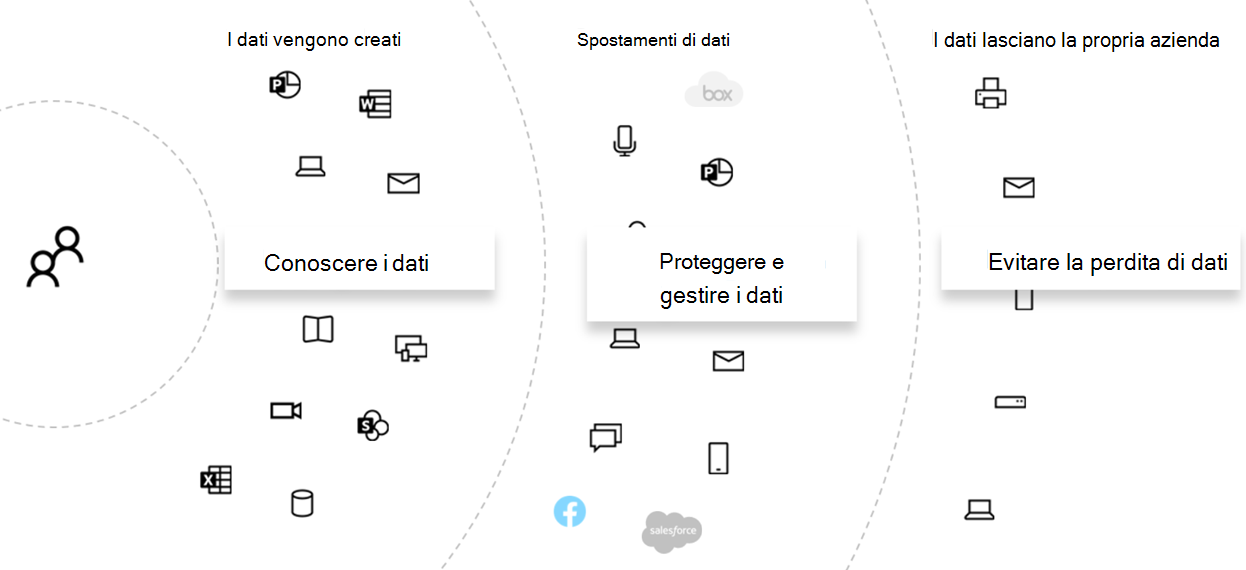 I dati vengono creati
Spostamenti di dati
I dati lasciano la propria azienda
P
W
box
P
Conoscere i dati
Proteggere e
gestire i dati
Evitare la perdita di dati
S
X
f
salesforce